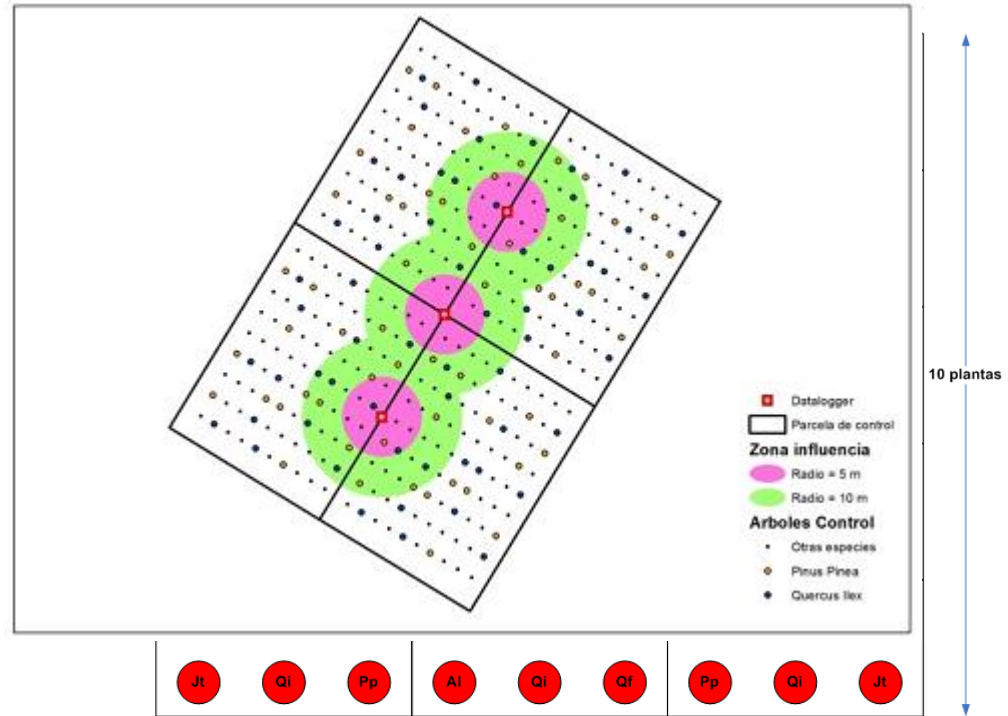 10 plantas
Datalogger
Parcela de control
Zona influencia
Radio = 5 m
Radio = 10 m
Arboles Control
Otras especies
Pinus Pinea
Quercus Ilex
Jt Qi Pp Al Qi Qf Pp Qi Jt